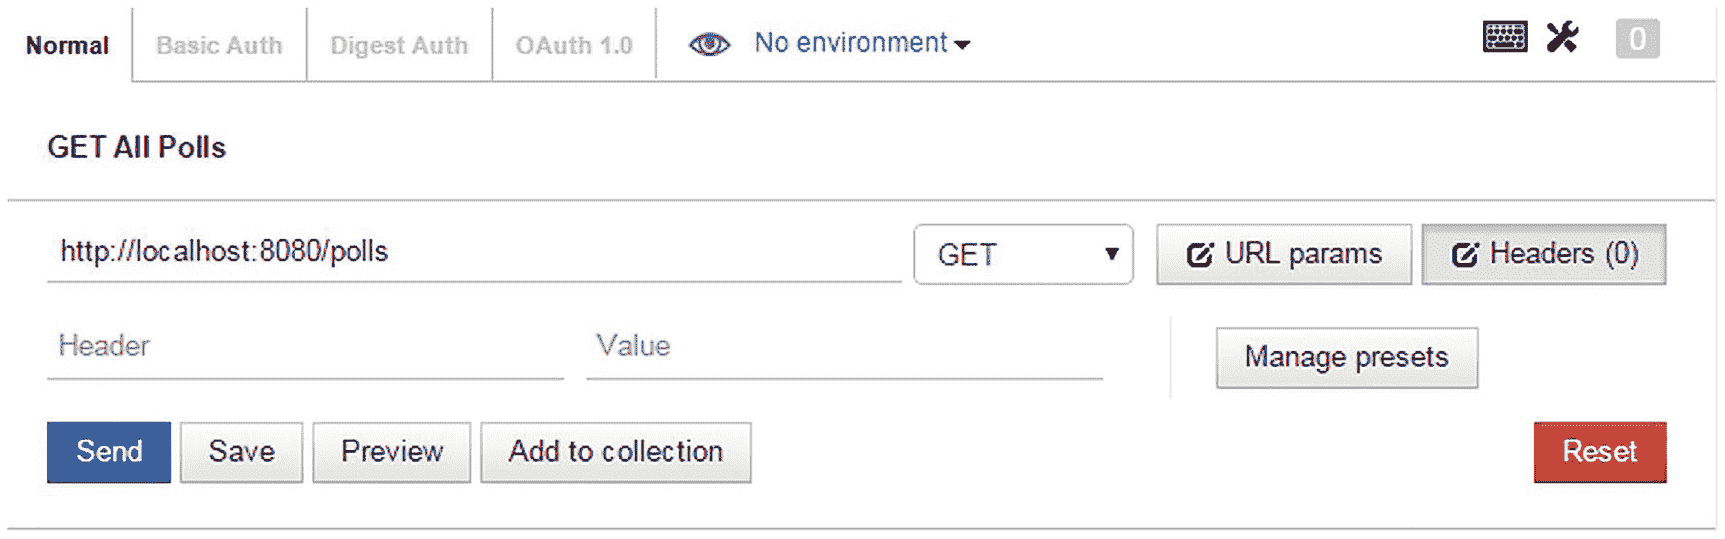 Normal Basic Auth Digest Auth OAuth 1.0 No environment 0
GET All Polls
http://localhost:8080/polls GET URL params Headers (0)
Header Value Manage presets
Send Save Preview Add to collection Reset